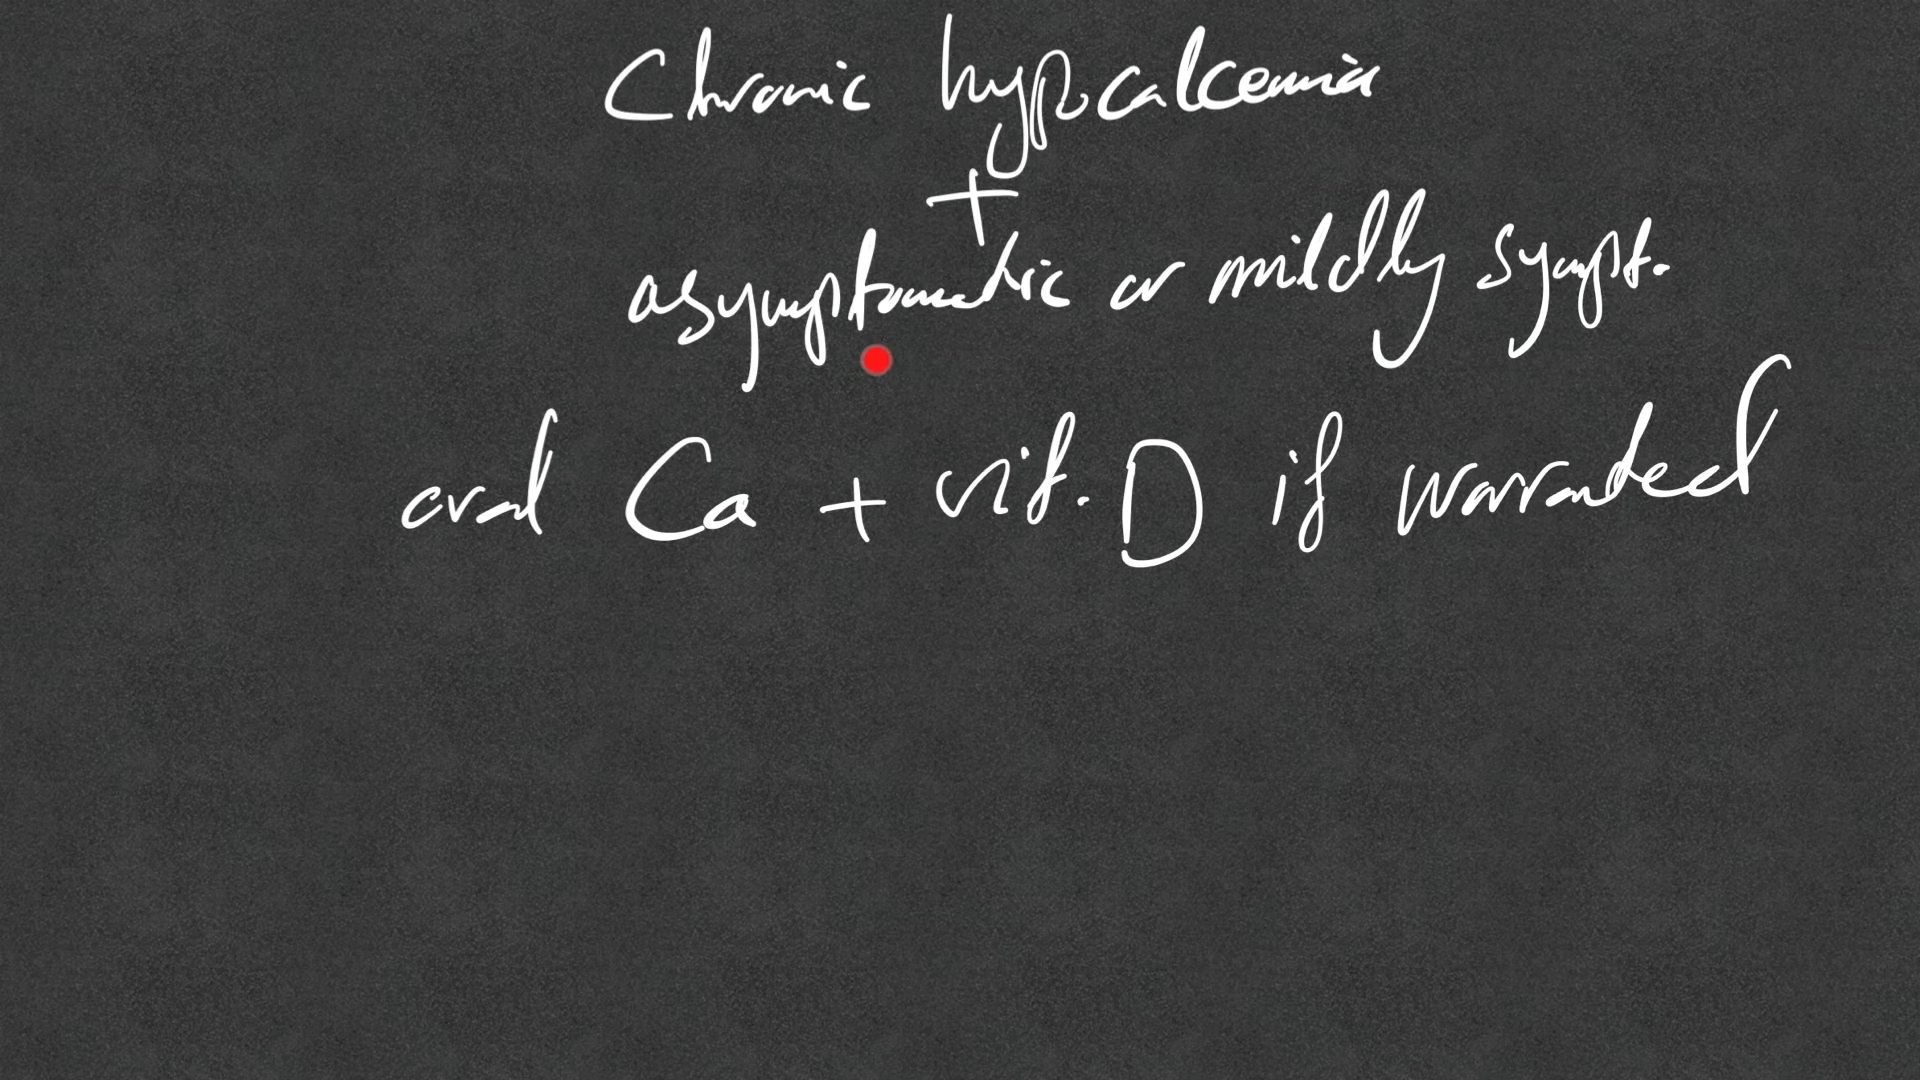 Chronic hypocalcemia
+
asymptomatic or mildly sympt.
oral Ca + vit. D if warranted